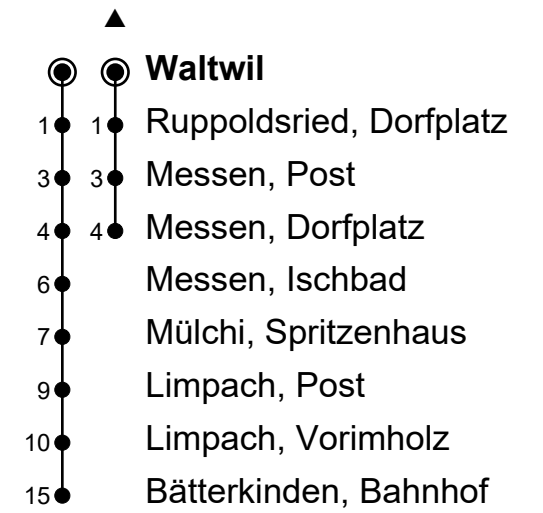 Waltwil
1 1 Ruppoldsried, Dorfplatz
3 3 Messen, Post
4 4 Messen, Dorfplatz
6 Messen, Ischbad
7 Mülchi, Spritzenhaus
9 Limpach, Post
10 Limpach, Vorimholz
15 Bätterkinden, Bahnhof